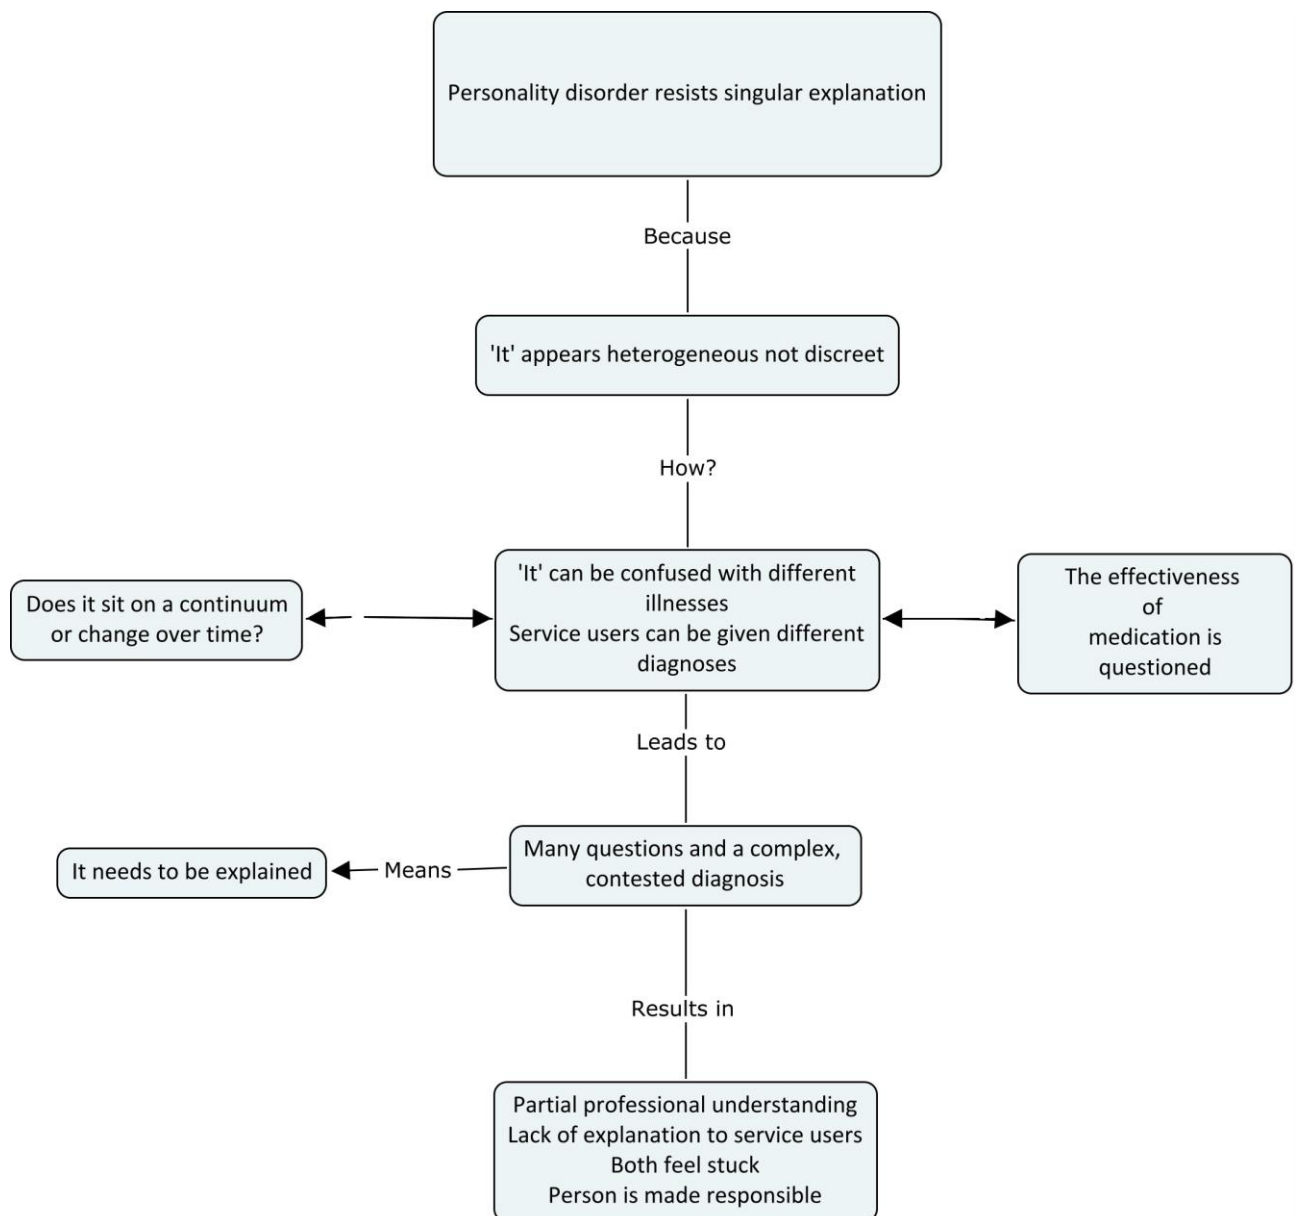 Personality disorder resists singular explanation
Because
'It' appears heterogeneous not discreet
How?
Does it sit on a continuum
or change over time?
'It' can be confused with different
illnesses
Service users can be given different
diagnoses
The effectiveness
of
medication is
questioned
Leads to
It needs to be explained
Means
Many questions and a complex,
contested diagnosis
Results in
Partial professional understanding
Lack of explanation to service users
Both feel stuck
Person is made responsible